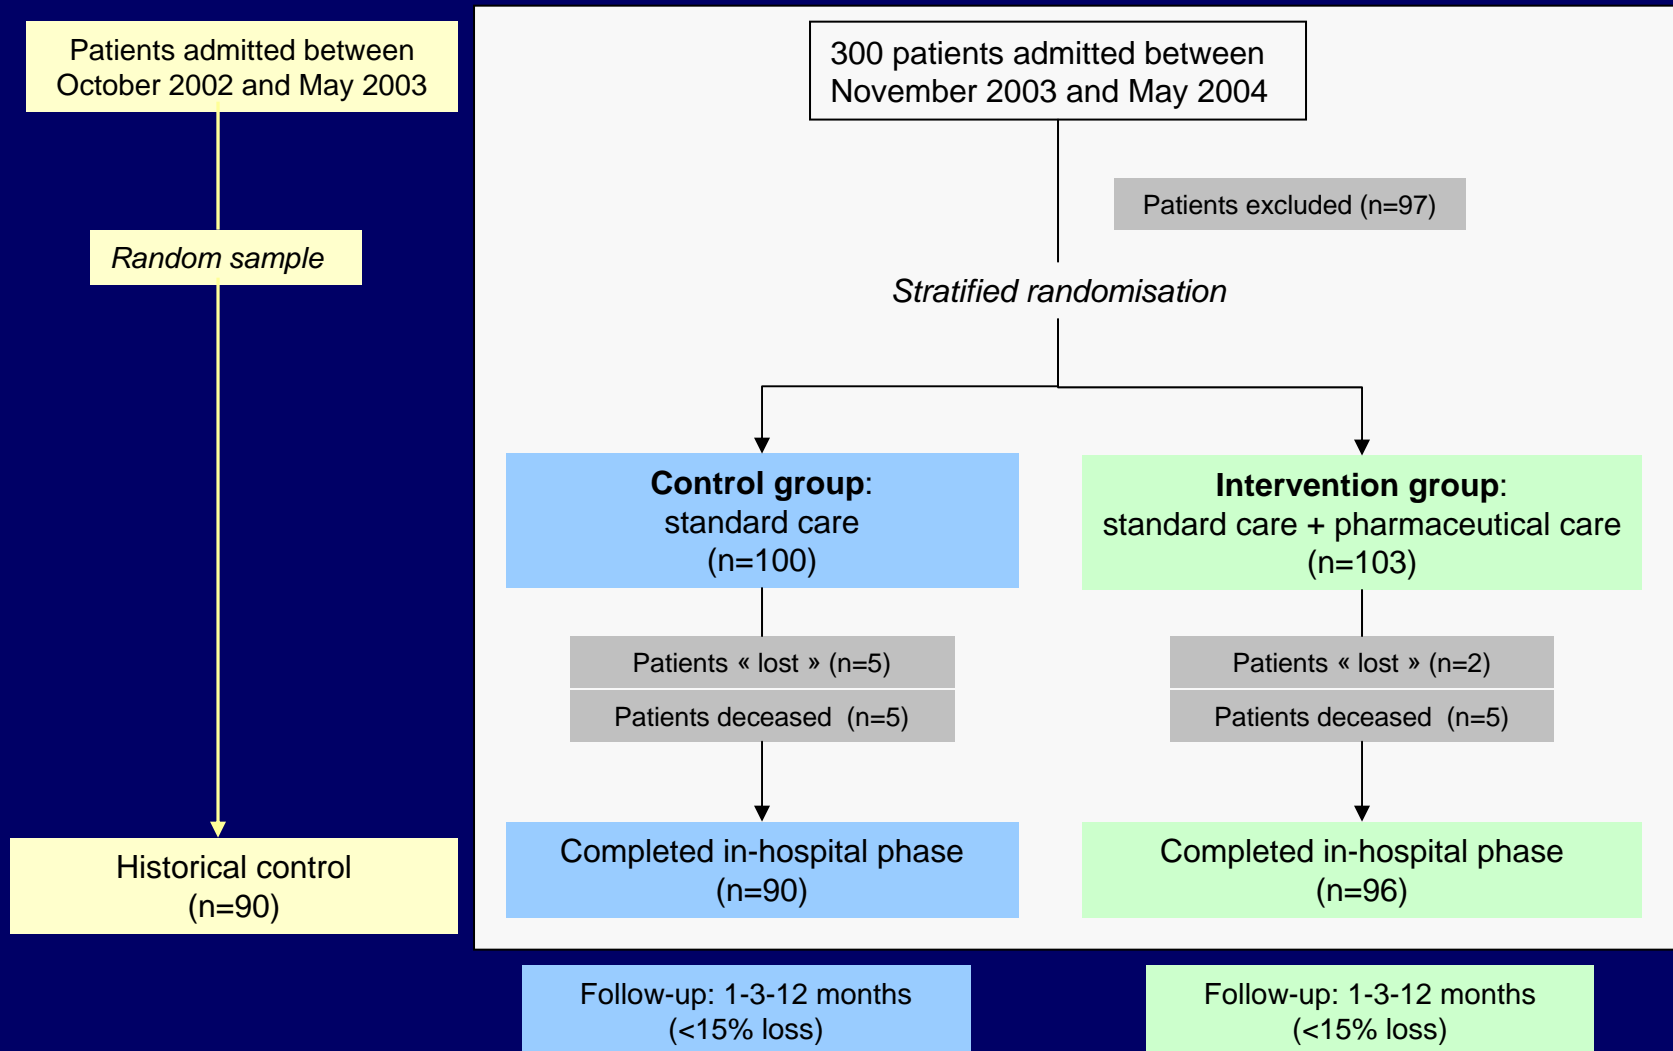 Patients admitted between
October 2002 and May 2003
Random sample
Historical control
(n=90)
300 patients admitted between
November 2003 and May 2004
Patients excluded (n=97)
Stratified randomisation
Control group:
standard care
(n=100)
Patients « lost » (n=5)
Patients deceased (n=5)
Completed in-hospital phase
(n=90)
Follow-up: 1-3-12 months
(<15% loss)
Intervention group:
standard care + pharmaceutical care
(n=103)
Patients « lost » (n=2)
Patients deceased (n=5)
Completed in-hospital phase
(n=96)
Follow-up: 1-3-12 months
(<15% loss)